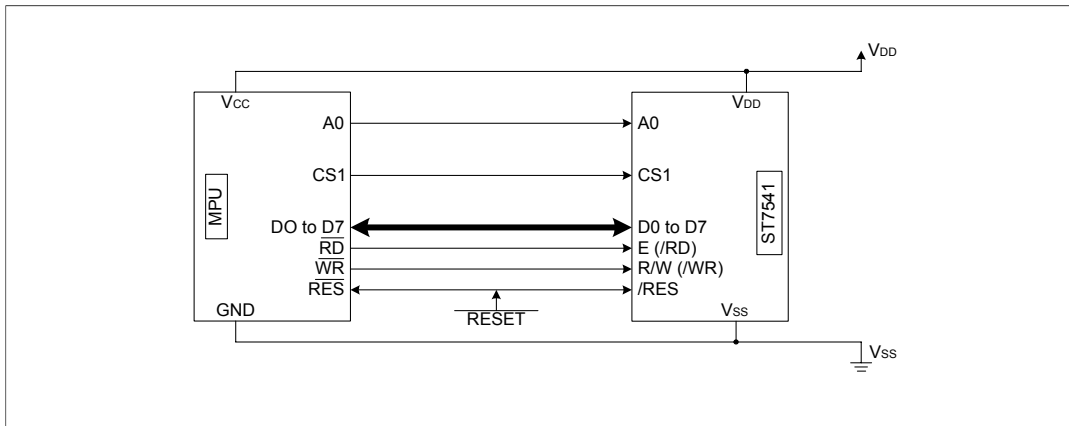 VDD
VCC
VDD
A0
A0
CS1
CS1
MPU
ST7541
DO to D7
D0 to D7
RD
E (/RD)
WR
R/W (/WR)
RES
/RES
GND
RESET
VSS
VSS